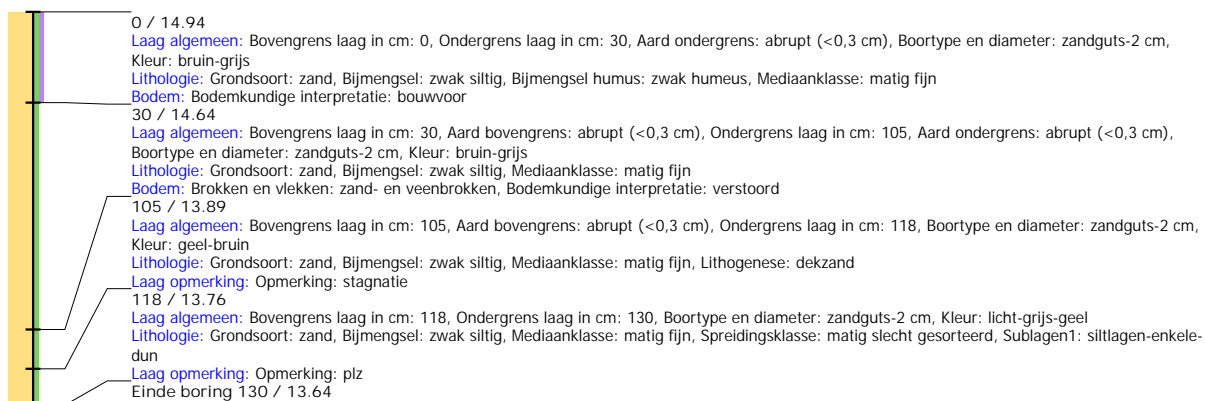 0 / 14.94
Laag algemeen: Bovengrens laag in cm: 0, Ondergrens laag in cm: 30, Aard ondergrens: abrupt (<0,3 cm), Boortype en diameter: zandguts-2 cm,
Kleur: bruin-grijs
Lithologie: Grondsoort: zand, Bijmengsel: zwak siltig, Bijmengsel humus: zwak humeus, Mediaanklasse: matig fijn
Bodem: Bodemkundige interpretatie: bouwvoor
30 / 14.64
Laag algemeen: Bovengrens laag in cm: 30, Aard bovengrens: abrupt (<0,3 cm), Ondergrens laag in cm: 105, Aard ondergrens: abrupt (<0,3 cm),
Boortype en diameter: zandguts-2 cm, Kleur: bruin-grijs
Lithologie: Grondsoort: zand, Bijmengsel: zwak siltig, Mediaanklasse: matig fijn
Bodem: Brokken en vlekken: zand- en veenbrokken, Bodemkundige interpretatie: verstoord
105 / 13.89
Laag algemeen: Bovengrens laag in cm: 105, Aard bovengrens: abrupt (<0,3 cm), Ondergrens laag in cm: 118, Boortype en diameter: zandguts-2 cm,
Kleur: geel-bruin
Lithologie: Grondsoort: zand, Bijmengsel: zwak siltig, Mediaanklasse: matig fijn, Lithogenese: dekzand
Laag opmerking: Opmerking: stagnatie
118 / 13.76
Laag algemeen: Bovengrens laag in cm: 118, Ondergrens laag in cm: 130, Boortype en diameter: zandguts-2 cm, Kleur: licht-grijs-geel
Lithologie: Grondsoort: zand, Bijmengsel: zwak siltig, Mediaanklasse: matig fijn, Spreidingsklasse: matig slecht gesorteerd, Sublagen1: siltlagen-enkele-
dun
Laag opmerking: Opmerking: plz
Einde boring 130 / 13.64